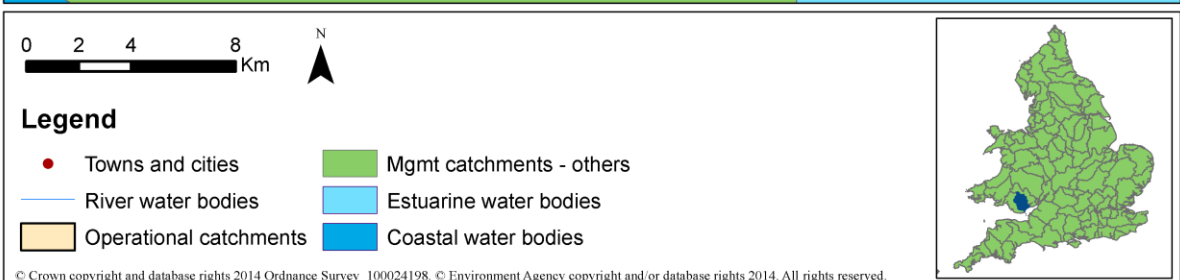 0 2 4 8
Km
N
Legend
Towns and cities
Mgmt catchments - others
River water bodies
Estuarine water bodies
Operational catchments
Coastal water bodies
© Crown copyright and database rights 2014 Ordnance Survey 100024198. © Environment Agency copyright and/or database rights 2014. All rights reserved.